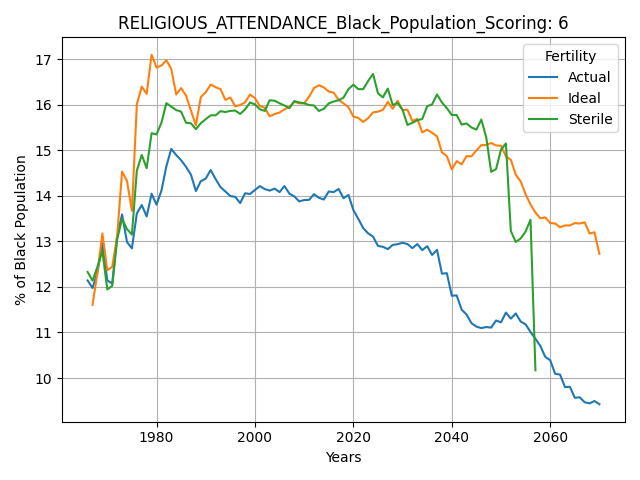 RELIGIOUS_ATTENDANCE_Black_Population_Scoring: 6
Fertility
Actual
Ideal
Sterile
% of Black Population
17
16
15
14
13
12
11
10
1980 2000 2020 2040 2060
Years